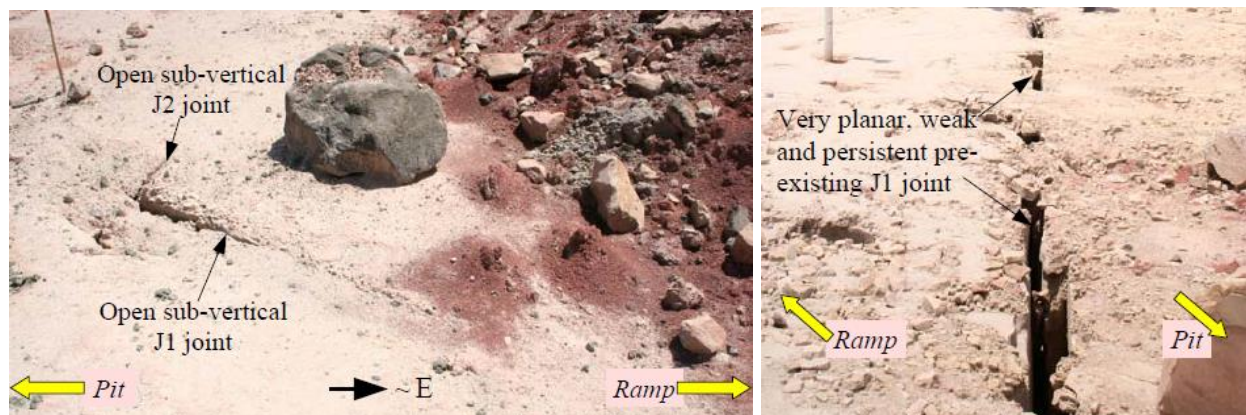 Open sub-vertical
J2 joint
Open sub-vertical
J1 joint
Pit
~ E
Ramp
Very planar, weak
and persistent pre-
existing J1 joint
Ramp
Pit